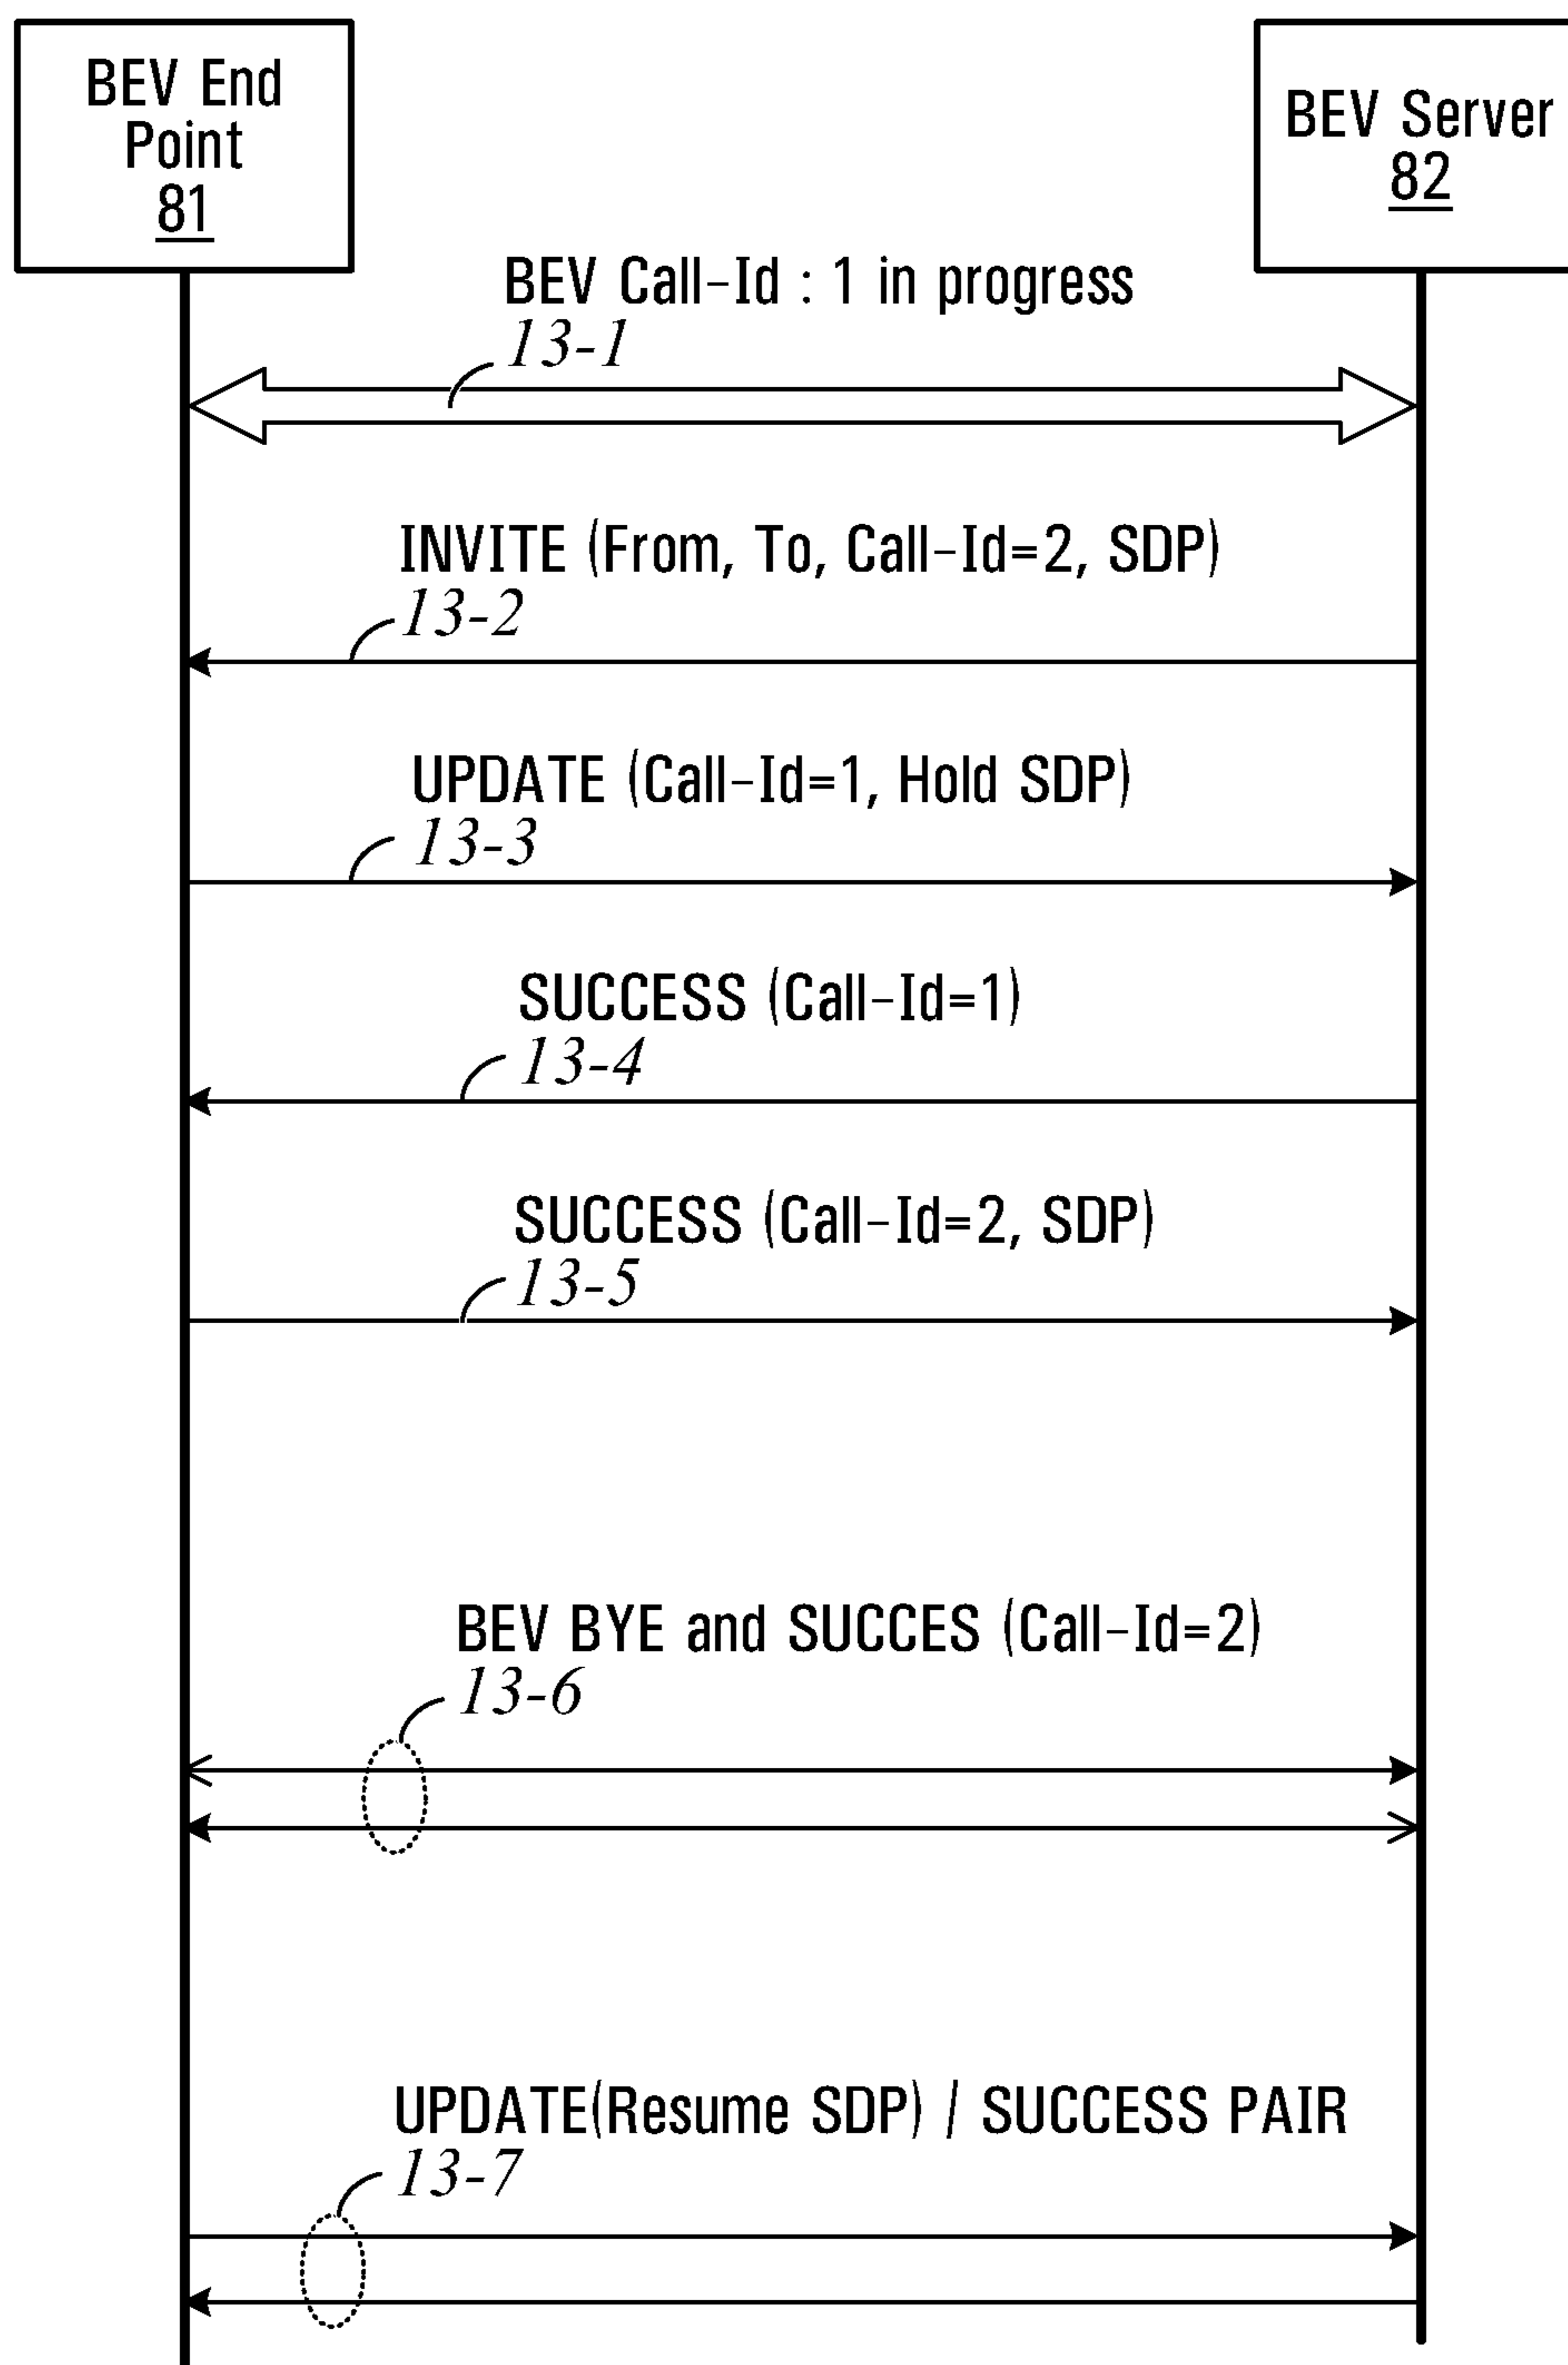 BEV End
Point
81
BEV Server
82
BEV Call-Id : 1 in progress
13-1
INVITE (From, To, Call-Id=2, SDP)
13-2
UPDATE (Call-Id=1, Hold SDP)
13-3
SUCCESS (Call-Id=1)
13-4
SUCCESS (Call-Id=2, SDP)
13-5
BEV BYE and SUCCES (Call-Id=2)
13-6
UPDATE(Resume SDP) / SUCCESS PAIR
13-7